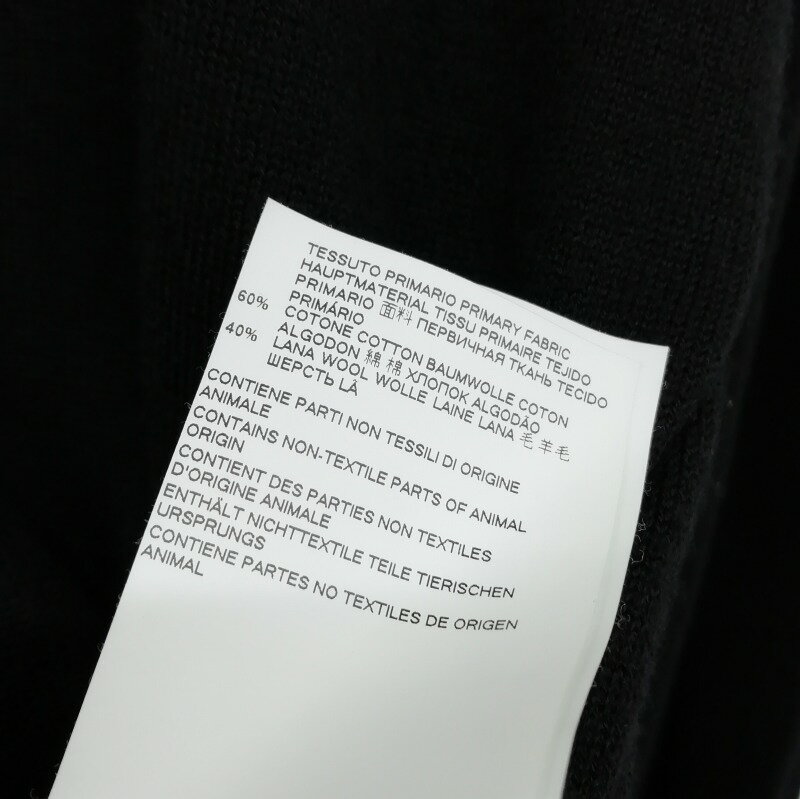 TESSUTO PRIMARIO PRIMARY FABRIC
HAUPTMATERIAL TISSU PRIMAIRE TEJIDO
PRIMARIO 面料 ПЕРВИЧНАЯ ТКАНЬ TECIDO
PRIMÁRIO
60% COTONE COTTON BAUMWOLLE COTON
ALGODON 綿 棉 ХЛОПОК ALGODÃO
40% LANA WOOL WOLLE LAINE LANA 毛 羊毛
ШЕРСТЬ LÃ
CONTIENE PARTI NON TESSILI DI ORIGINE
ANIMALE
CONTAINS NON-TEXTILE PARTS OF ANIMAL
ORIGIN
CONTIENT DES PARTIES NON TEXTILES
D'ORIGINE ANIMALE
ENTHÄLT NICHTTEXTILE TEILE TIERISCHEN
URSPRUNGS
CONTIENE PARTES NO TEXTILES DE ORIGEN
ANIMAL